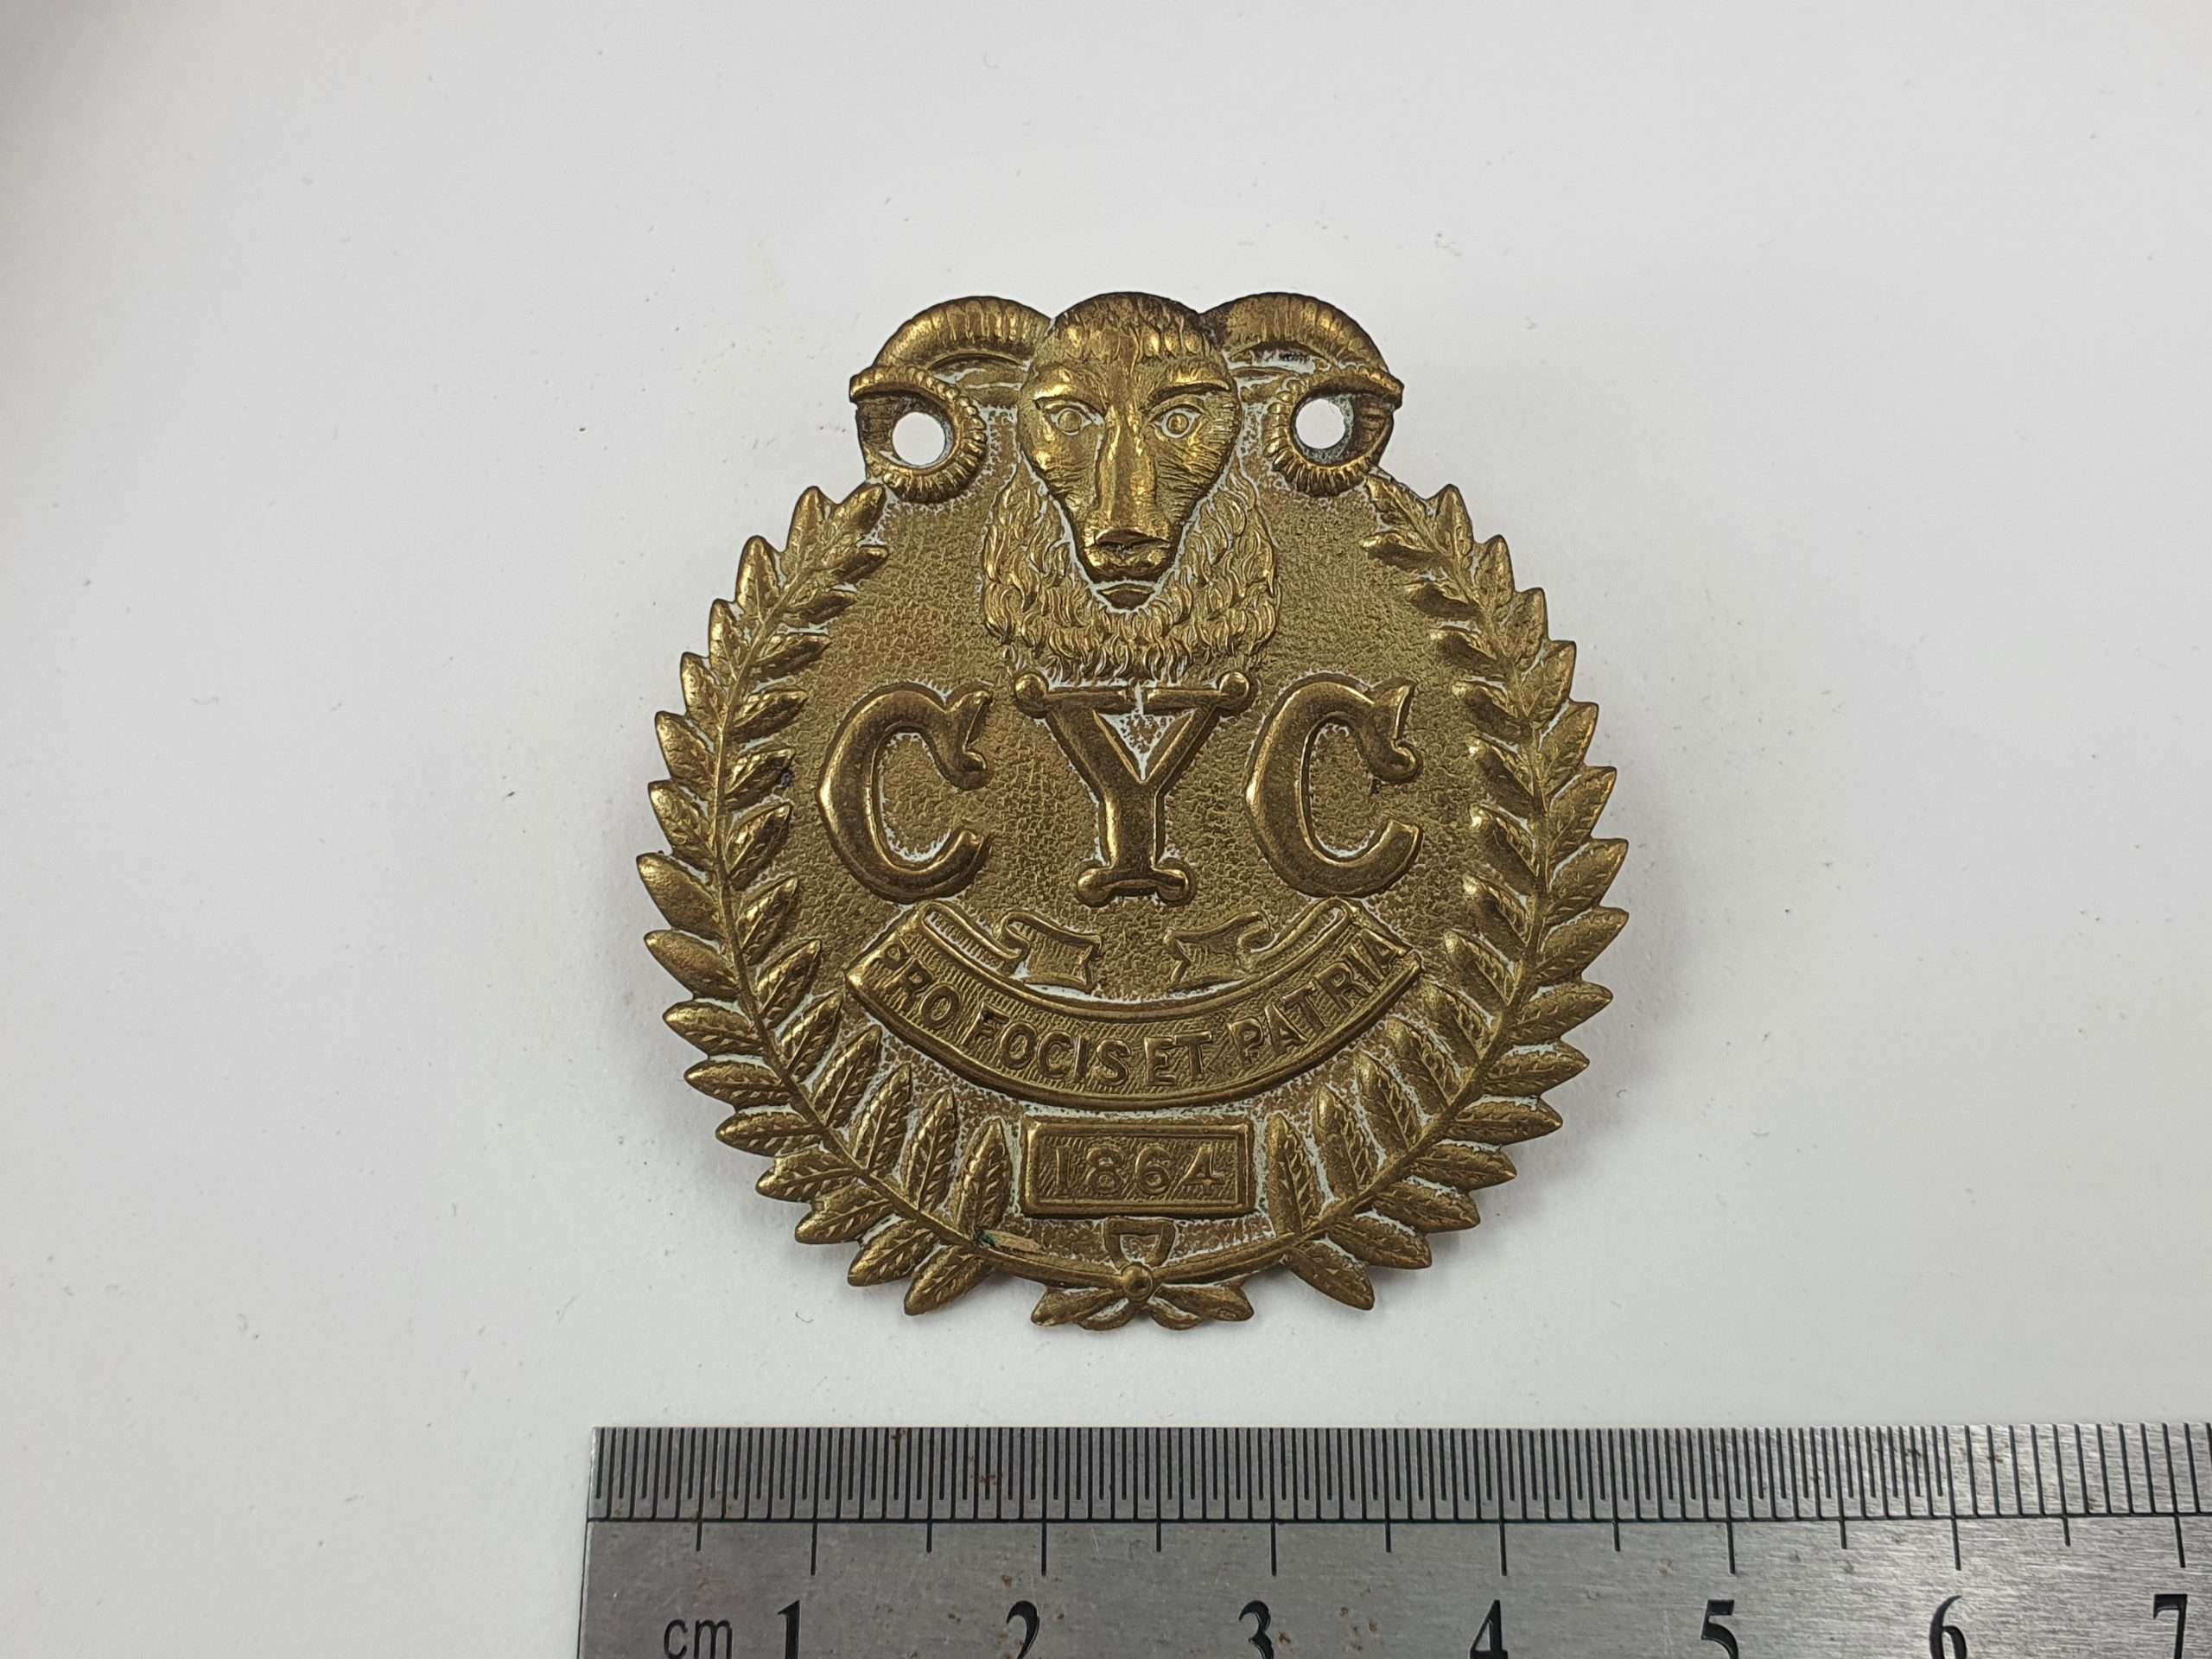 CYC
PRO FOCIS ET PATRIA
1864
cm 1 2 3 4 5 6 7